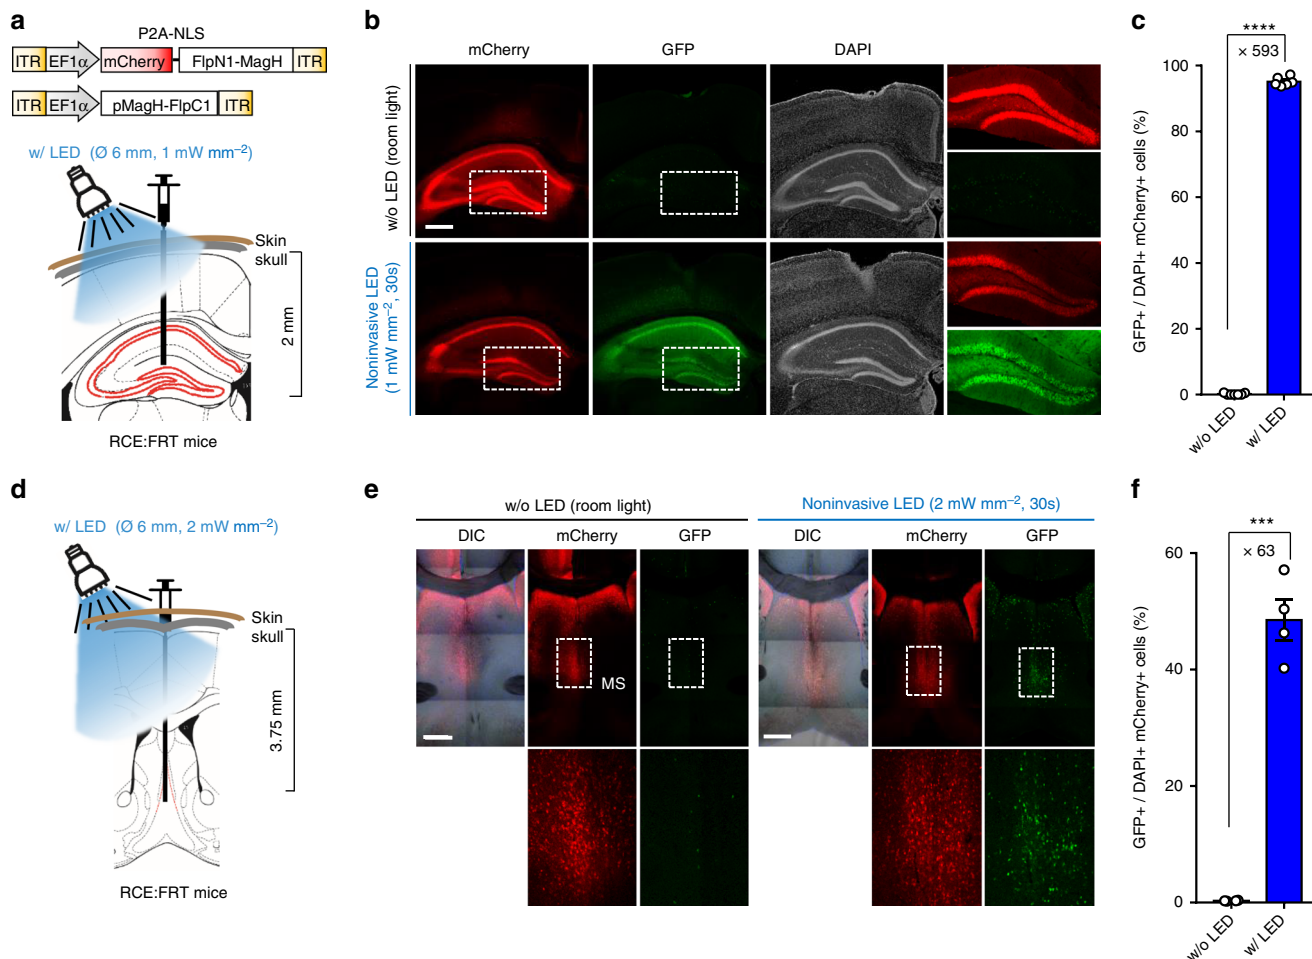 a
P2A-NLS
ITR EF1α mCherry FlpN1-MagH ITR
ITR EF1α pMagH-FlpC1 ITR
w/ LED (Ø 6 mm, 1 mW mm−2)
Skin
skull
2 mm
RCE:FRT mice
b
mCherry GFP DAPI
w/o LED (room light)
Noninvasive LED
(1 mW mm−2, 30s)
c
****
× 593
GFP+ / DAPI+ mCherry+ cells (%)
100
80
60
40
20
0
w/o LED w/ LED
d
w/ LED (Ø 6 mm, 2 mW mm−2)
Skin
skull
3.75 mm
RCE:FRT mice
e
w/o LED (room light) Noninvasive LED (2 mW mm−2, 30s)
DIC mCherry GFP DIC mCherry GFP
MS
f
***
× 63
GFP+ / DAPI+ mCherry+ cells (%)
60
40
20
0
w/o LED w/ LED